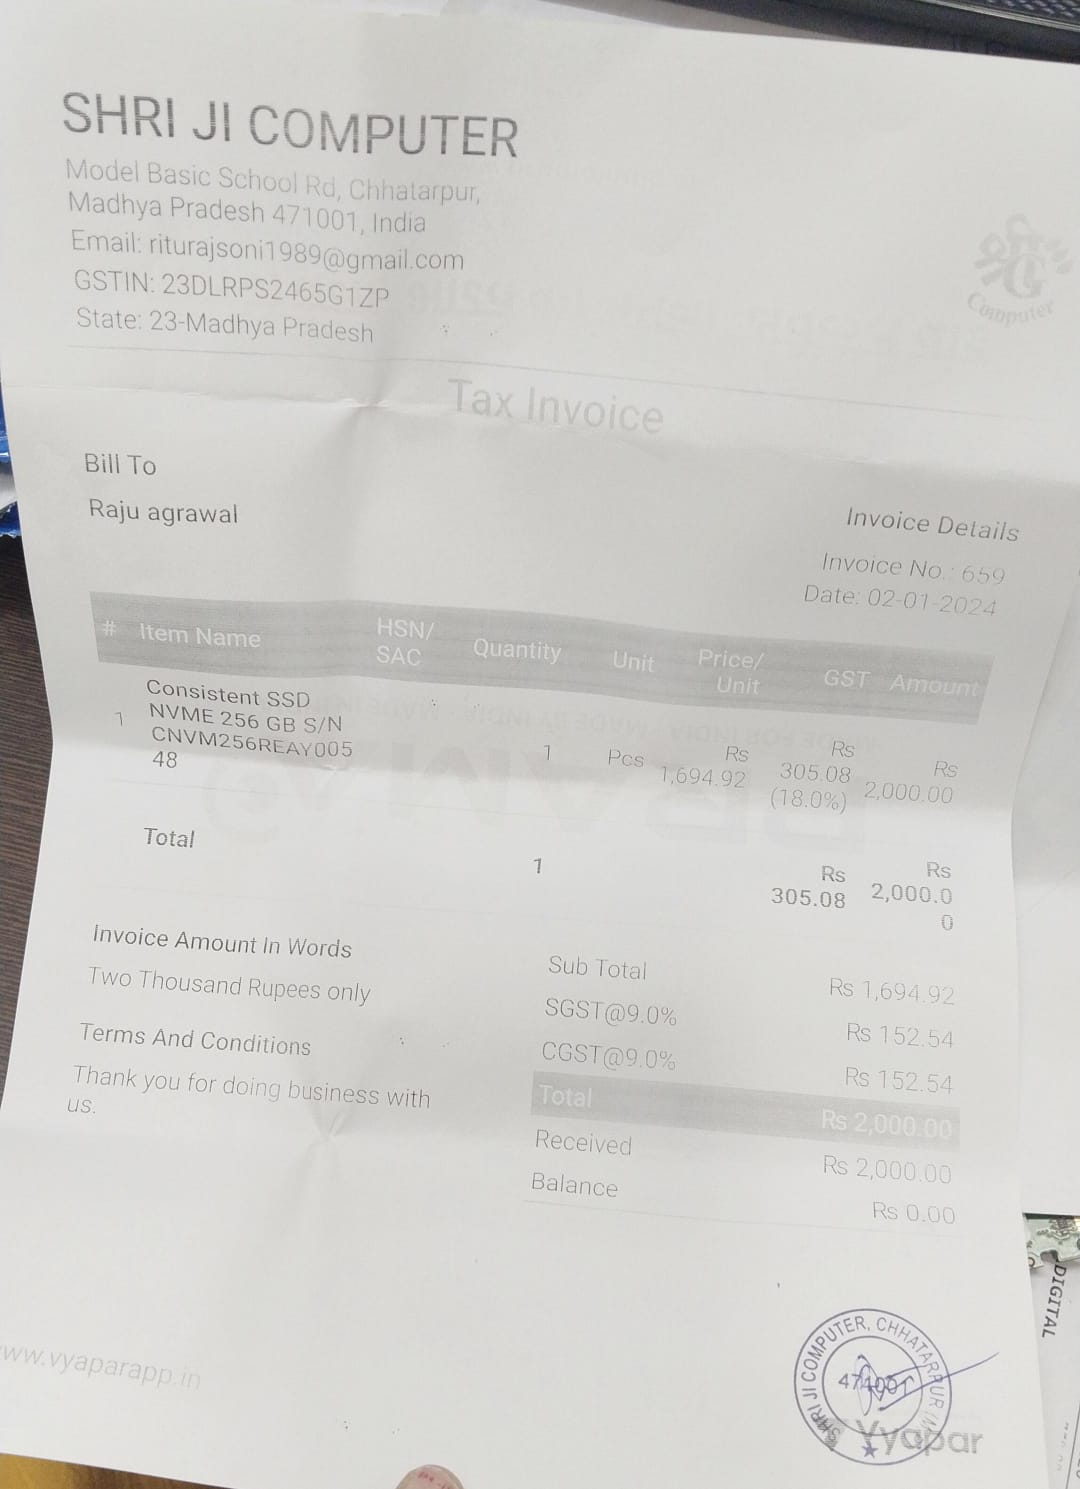 SHRI JI COMPUTER
Model Basic School Rd, Chhatarpur,
Madhya Pradesh 471001, India
Email: riturajsoni1989@gmail.com
GSTIN: 23DLRPS2465G1ZP
State: 23-Madhya Pradesh
श्री G
Computer
Tax Invoice
Bill To
Raju agrawal
Invoice Details
Invoice No.: 659
Date: 02-01-2024
# Item Name HSN/ SAC Quantity Unit Price/ Unit GST Amount
1 Consistent SSD
NVME 256 GB S/N
CNVM256REAY005
48
1 Pcs Rs 1,694.92 Rs 305.08 (18.0%) Rs 2,000.00
Total 1 Rs 305.08 Rs 2,000.0
0
Invoice Amount In Words
Two Thousand Rupees only
Terms And Conditions
Thank you for doing business with
us.
Sub Total Rs 1,694.92
SGST@9.0% Rs 152.54
CGST@9.0% Rs 152.54
Total Rs 2,000.00
Received Rs 2,000.00
Balance Rs 0.00
DIGITAL
www.vyaparapp.in
SHRI JI COMPUTER, CHHATARPUR
Vyapar